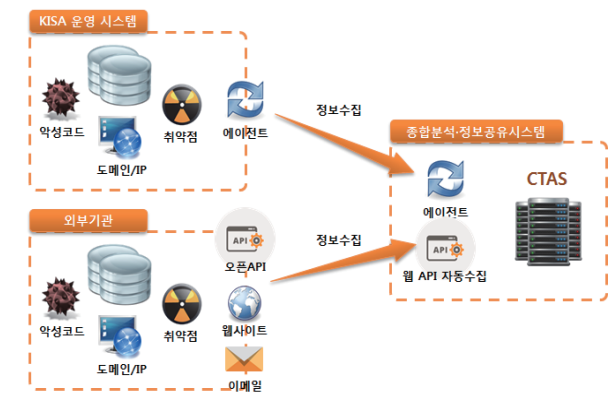 KISA 운영 시스템
악성코드
도메인/IP
취약점
에이전트
정보수집
종합분석·정보공유시스템
에이전트
CTAS
API
웹 API 자동수집
외부기관
악성코드
도메인/IP
취약점
API
오픈API
웹사이트
이메일
정보수집